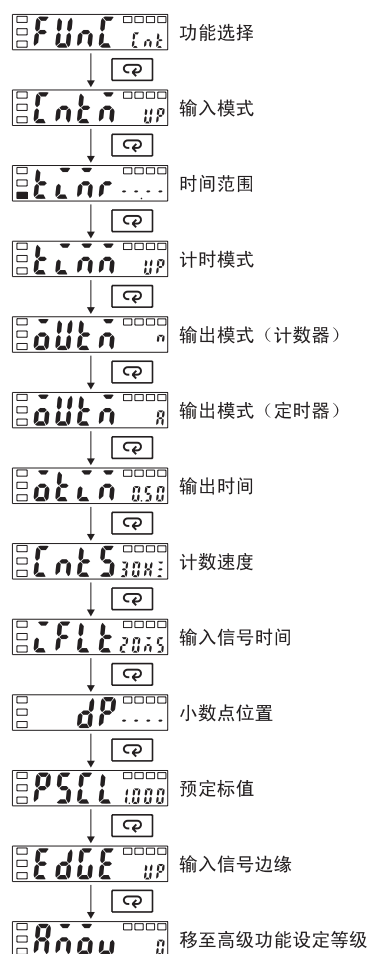 FUnC Cnt 功能选择
Cntm UP 输入模式
timr ---- 时间范围
timm UP 计时模式
oUtm n 输出模式（计数器）
oUtm A 输出模式（定时器）
otim 0.50 输出时间
CntS 30KHz 计数速度
iFLt 20mS 输入信号时间
dP ---- 小数点位置
PSCL 1.000 预定标值
EdGE UP 输入信号边缘
Amov 0 移至高级功能设定等级